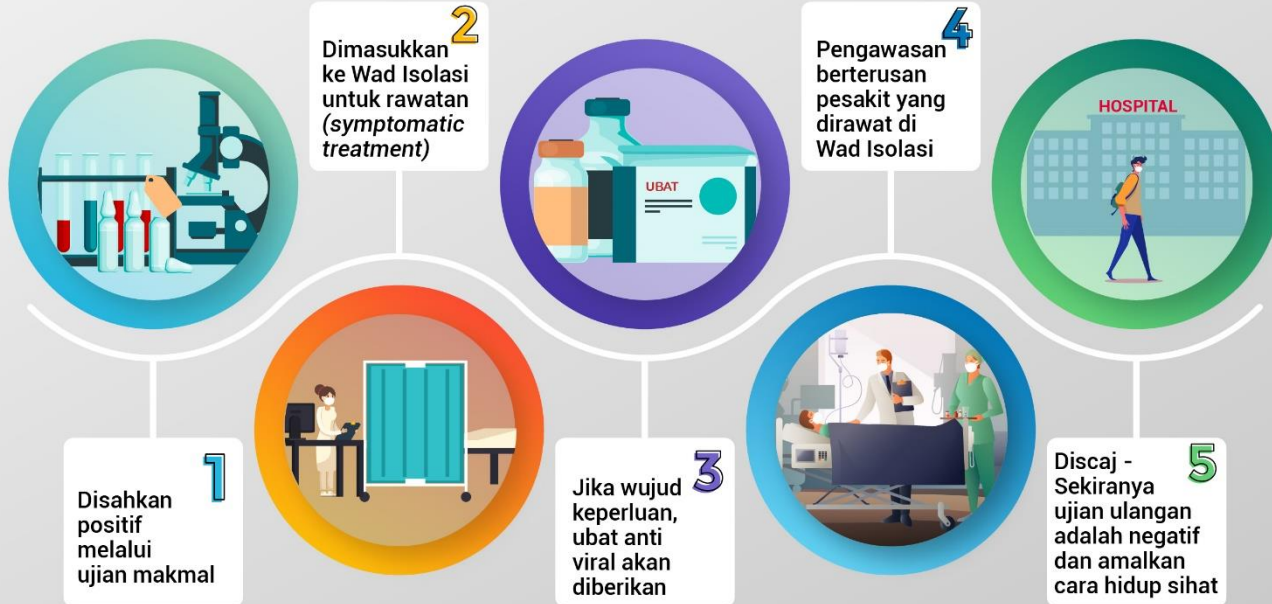 1
Disahkan
positif
melalui
ujian makmal
2
Dimasukkan
ke Wad Isolasi
untuk rawatan
(symptomatic
treatment)
UBAT
3
Jika wujud
keperluan,
ubat anti
viral akan
diberikan
4
Pengawasan
berterusan
pesakit yang
dirawat di
Wad Isolasi
HOSPITAL
5
Discaj -
Sekiranya
ujian ulangan
adalah negatif
dan amalkan
cara hidup sihat